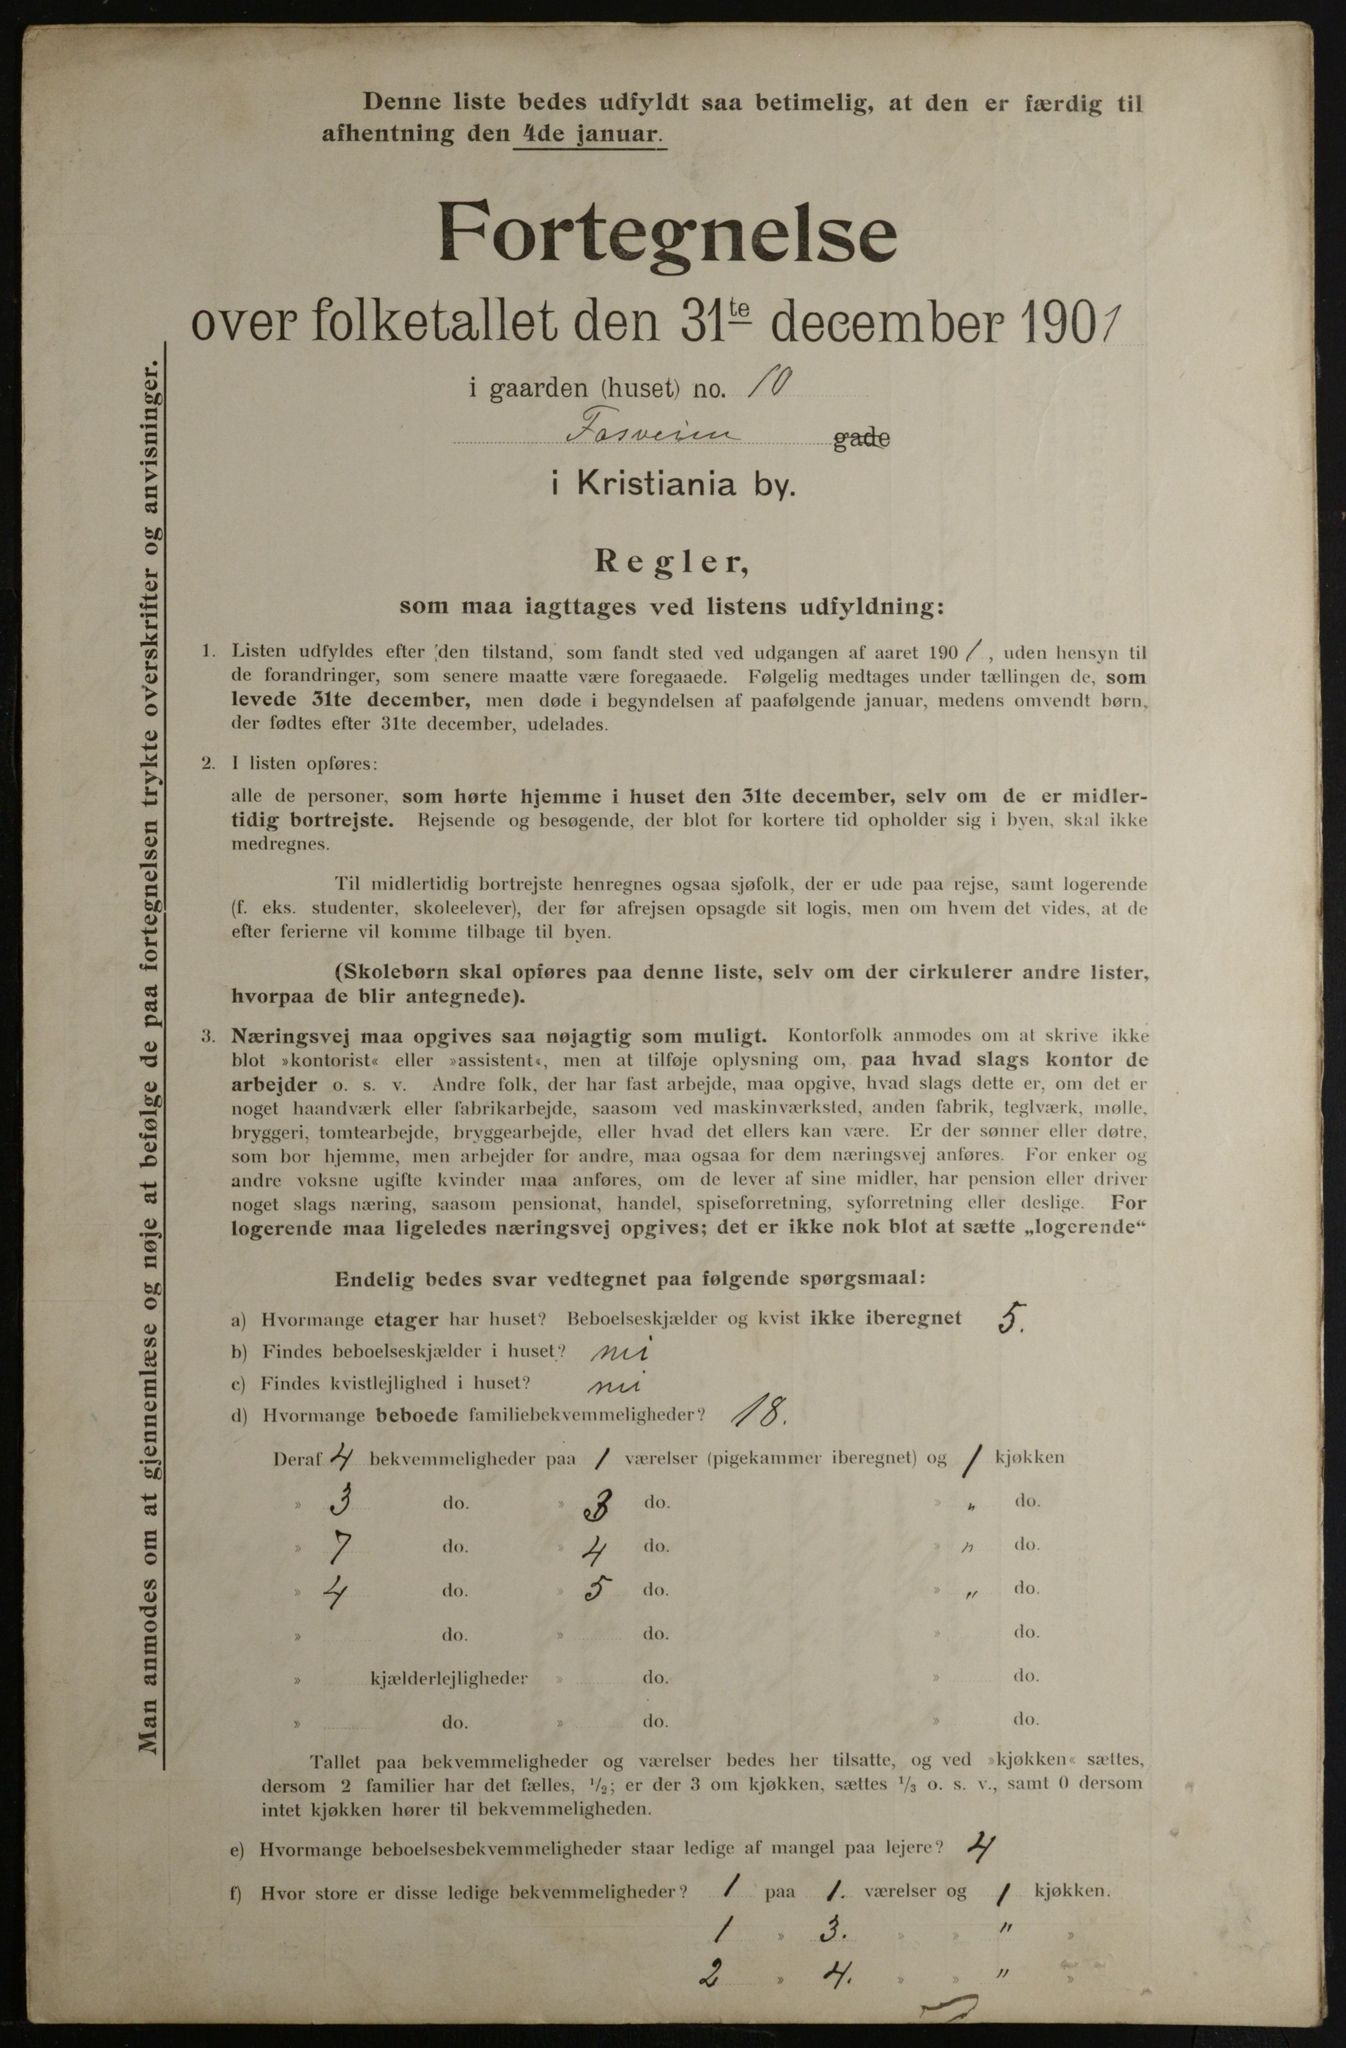 Denne liste bedes udfyldt saa betimelig, at den er færdig til
afhentning den 4de januar.
Fortegnelse
over folketallet den 31te december 1901
i gaarden (huset) no. 10
Fosveien gade
i Kristiania by.
Regler,
som maa iagttages ved listens udfyldning:
1. Listen udfyldes efter den tilstand, som fandt sted ved udgangen af aaret 1901, uden hensyn til
de forandringer, som senere maatte være foregaaede. Følgelig medtages under tællingen de, som
levede 31te december, men døde i begyndelsen af paafølgende januar, medens omvendt børn,
der fødtes efter 31te december, udelades.
2. I listen opføres:
alle de personer, som hørte hjemme i huset den 31te december, selv om de er midler-
tidig bortrejste. Rejsende og besøgende, der blot for kortere tid opholder sig i byen, skal ikke
medregnes.
Til midlertidig bortrejste henregnes ogsaa sjøfolk, der er ude paa rejse, samt logerende
(f. eks. studenter, skoleelever), der før afrejsen opsagde sit logis, men om hvem det vides, at de
efter ferierne vil komme tilbage til byen.
(Skolebørn skal opføres paa denne liste, selv om der cirkulerer andre lister,
hvorpaa de blir antegnede).
3. Næringsvej maa opgives saa nøjagtig som muligt. Kontorfolk anmodes om at skrive ikke
blot »kontorist« eller »assistent«, men at tilføje oplysning om, paa hvad slags kontor de
arbejder o. s. v. Andre folk, der har fast arbejde, maa opgive, hvad slags dette er, om det er
noget haandværk eller fabrikarbejde, saasom ved maskinværksted, anden fabrik, teglværk, mølle,
bryggeri, tomtearbejde, bryggearbejde, eller hvad det ellers kan være. Er der sønner eller døtre,
som bor hjemme, men arbejder for andre, maa ogsaa for dem næringsvej anføres. For enker og
andre voksne ugifte kvinder maa anføres, om de lever af sine midler, har pension eller driver
noget slags næring, saasom pensionat, handel, spiseforretning, syforretning eller deslige. For
logerende maa ligeledes næringsvej opgives; det er ikke nok blot at sætte „logerende“
Endelig bedes svar vedtegnet paa følgende spørgsmaal:
a) Hvormange etager har huset? Beboelseskjælder og kvist ikke iberegnet 5.
b) Findes beboelseskjælder i huset? nei
c) Findes kvistlejlighed i huset? nei
d) Hvormange beboede familiebekvemmeligheder? 18.
Deraf 4 bekvemmeligheder paa 1 værelser (pigekammer iberegnet) og 1 kjøkken
» 3 do. » 3 do. » „ do.
» 7 do. » 4 do. » „ do.
» 4 do. » 5 do. » „ do.
» do. » do. » do.
» kjælderlejligheder » do. » do.
» do. » do. » do.
Tallet paa bekvemmeligheder og værelser bedes her tilsatte, og ved »kjøkken« sættes,
dersom 2 familier har det fælles, 1/2; er der 3 om kjøkken, sættes 1/3 o. s. v., samt 0 dersom
intet kjøkken hører til bekvemmeligheden.
e) Hvormange beboelsesbekvemmeligheder staar ledige af mangel paa lejere? 4
f) Hvor store er disse ledige bekvemmeligheder? 1 paa 1. værelser og 1 kjøkken.
1 » 3. » » „ »
2 » 4. » » „ »
Man anmodes om at gjennemlæse og nøje at befølge de paa fortegnelsen trykte overskrifter og anvisninger.